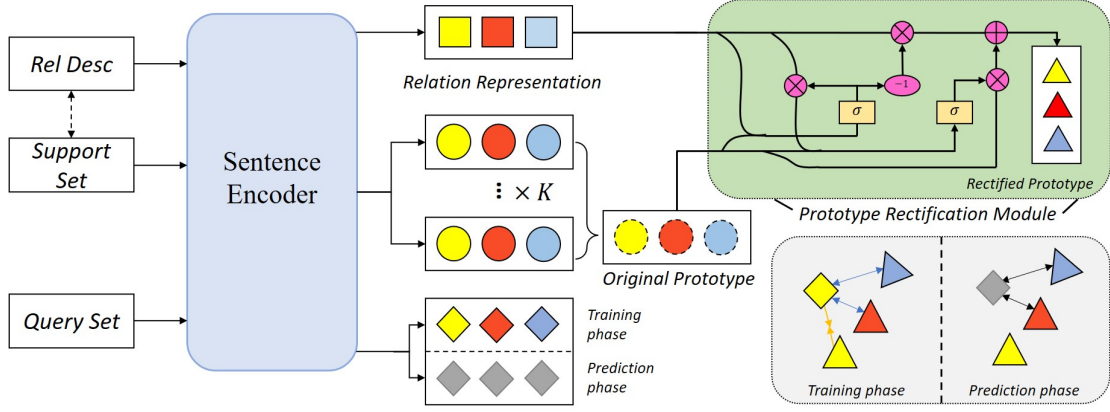 Rel Desc
Support
Set
Query Set
Sentence
Encoder
Relation Representation
⋮ × K
Original Prototype
Training
phase
Prediction
phase
−1
σ
σ
Rectified Prototype
Prototype Rectification Module
Training phase
Prediction phase